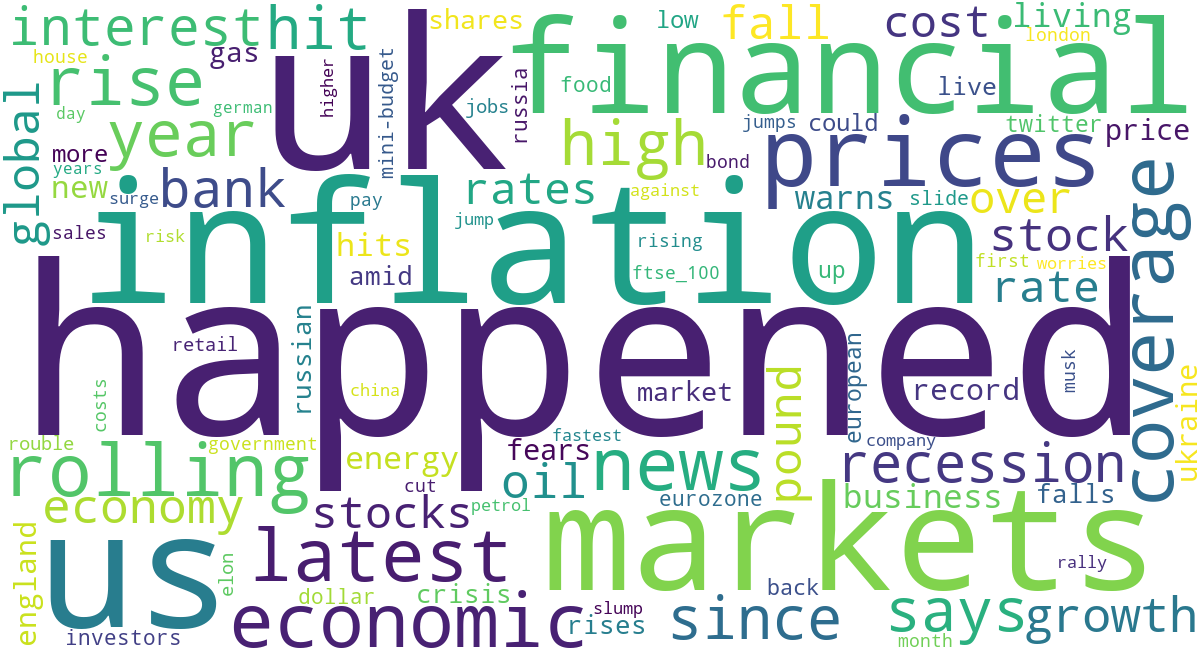 interest
hit
uk
shares
low
fall
cost
living
house
gas
financial
london
rise
higher
mini-budget
jobs
russia
food
live
global
day
german
year
high
jumps
could
twitter
price
more
years
new
surge
bank
pay
rates
bond
prices
against
warns
slide
over
coverage
sales
risk
inflation
hits
jump
rising
stock
amid
ftse_100
up
first
worries
rate
happened
retail
russian
china
market
pound
european
record
musk
ukraine
costs
rouble
rolling
government
energy
fears
fastest
news
oil
company
recession
economy
stocks
cut
petrol
eurozone
business
falls
england
us
latest
elon
markets
rally
dollar
crisis
back
investors
economic
slump
rises
since
says
growth
month